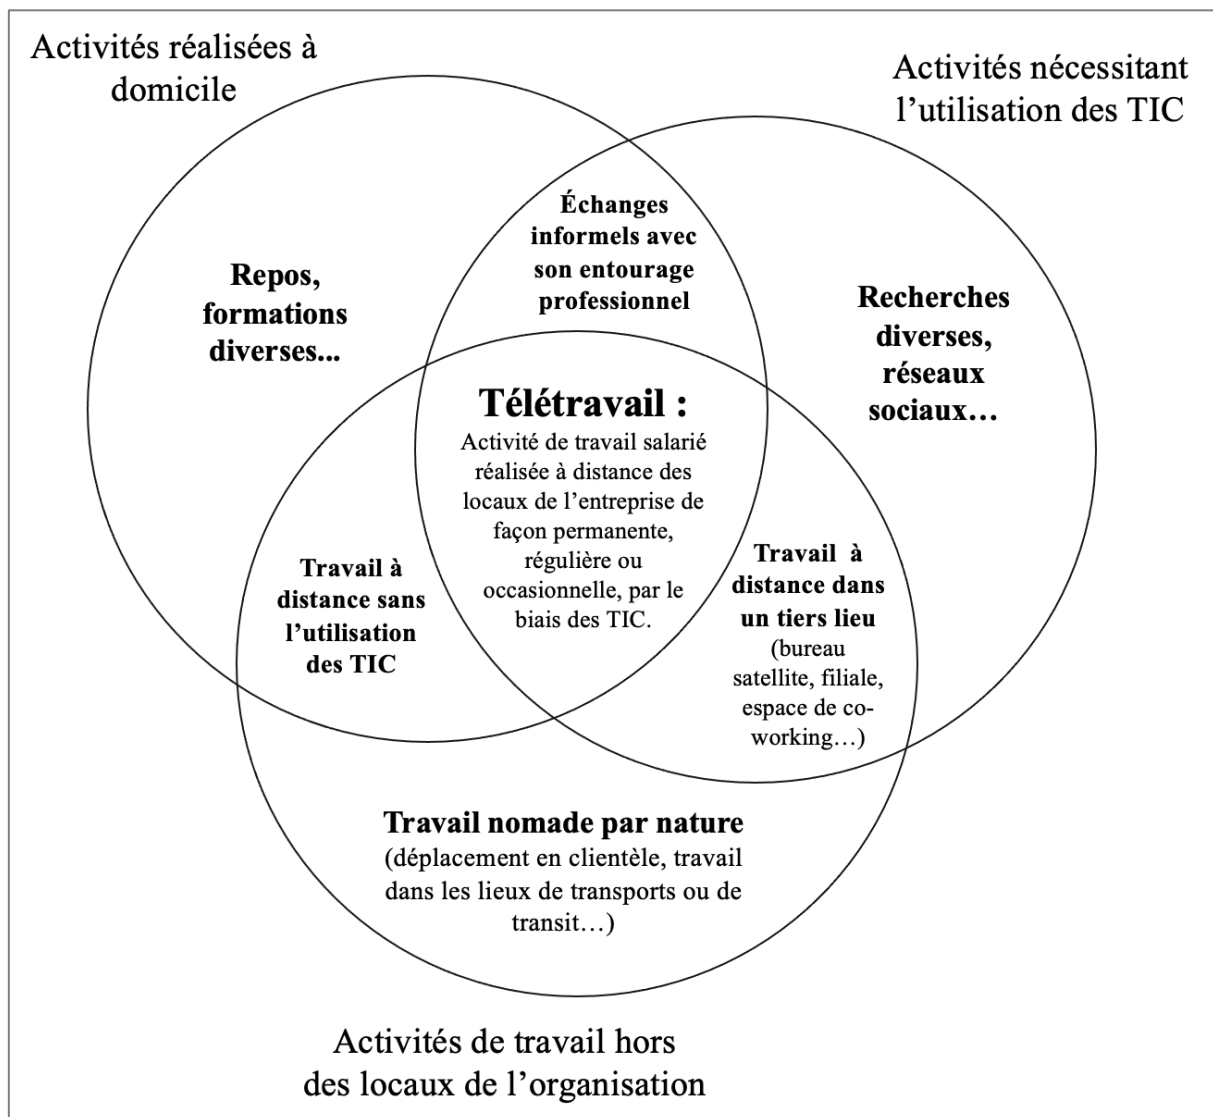 Activités réalisées à
domicile
Activités nécessitant
l’utilisation des TIC
Échanges
informels avec
son entourage
professionnel
Repos,
formations
diverses...
Recherches
diverses,
réseaux
sociaux…
Télétravail :
Activité de travail salarié
réalisée à distance des
locaux de l’entreprise de
façon permanente,
régulière ou
occasionnelle, par le
biais des TIC.
Travail à
distance sans
l’utilisation
des TIC
Travail à
distance dans
un tiers lieu
(bureau
satellite, filiale,
espace de co-
working…)
Travail nomade par nature
(déplacement en clientèle, travail
dans les lieux de transports ou de
transit…)
Activités de travail hors
des locaux de l’organisation